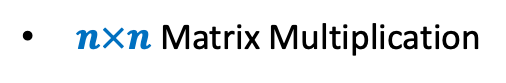 • n×n Matrix Multiplication